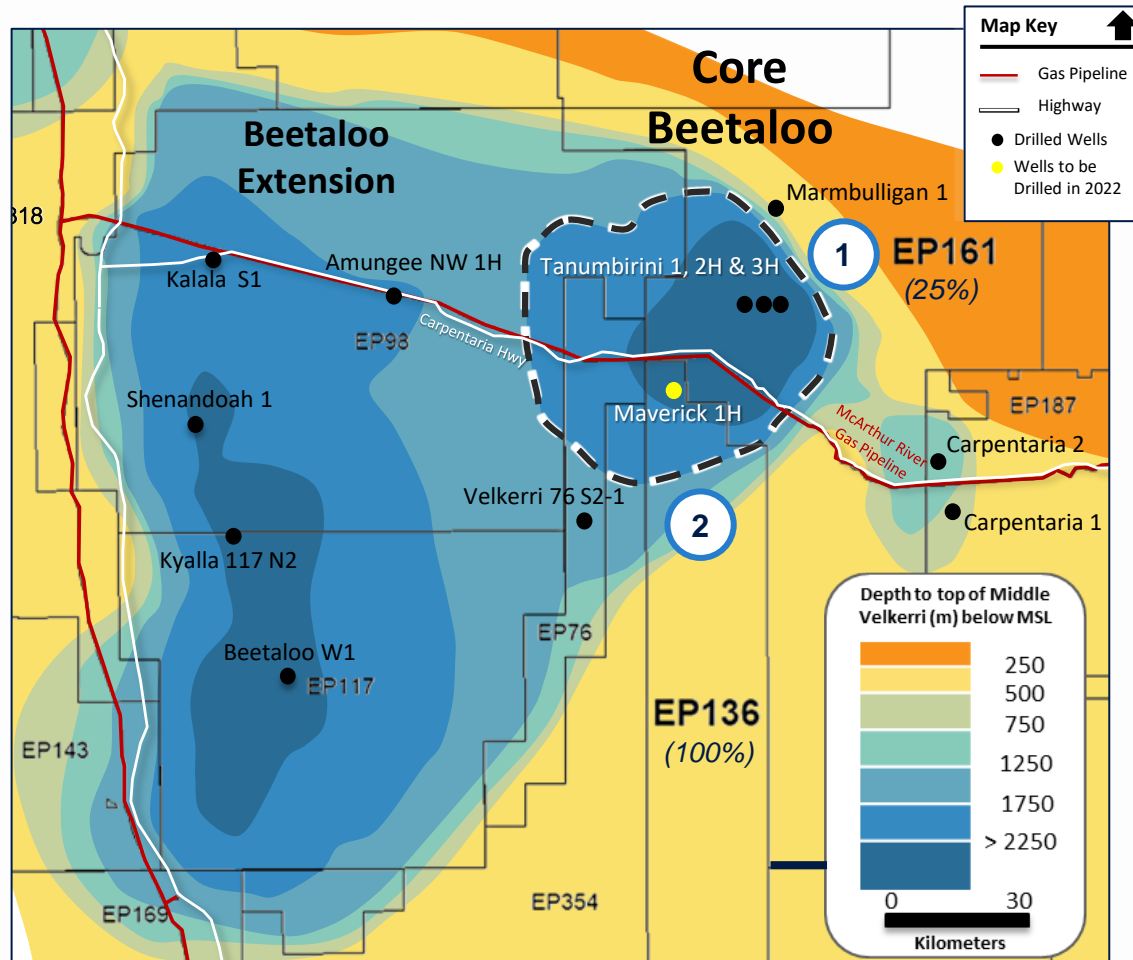 Core
Beetaloo
Beetaloo
Extension
Map Key
Gas Pipeline
Highway
Drilled Wells
Wells to be
Drilled in 2022
Marmbulligan 1
318
1
EP161
(25%)
Kalala S1
Amungee NW 1H
Tanumbirini 1, 2H & 3H
EP98
Carpentaria Hwy
Shenandoah 1
Maverick 1H
EP187
McArthur River
Gas Pipeline
Carpentaria 2
Velkerri 76 S2-1
2
Carpentaria 1
Kyalla 117 N2
EP76
Beetaloo W1
EP117
EP136
(100%)
EP143
EP169
EP354
Depth to top of Middle
Velkerri (m) below MSL
250
500
750
1250
1750
> 2250
0 30
Kilometers